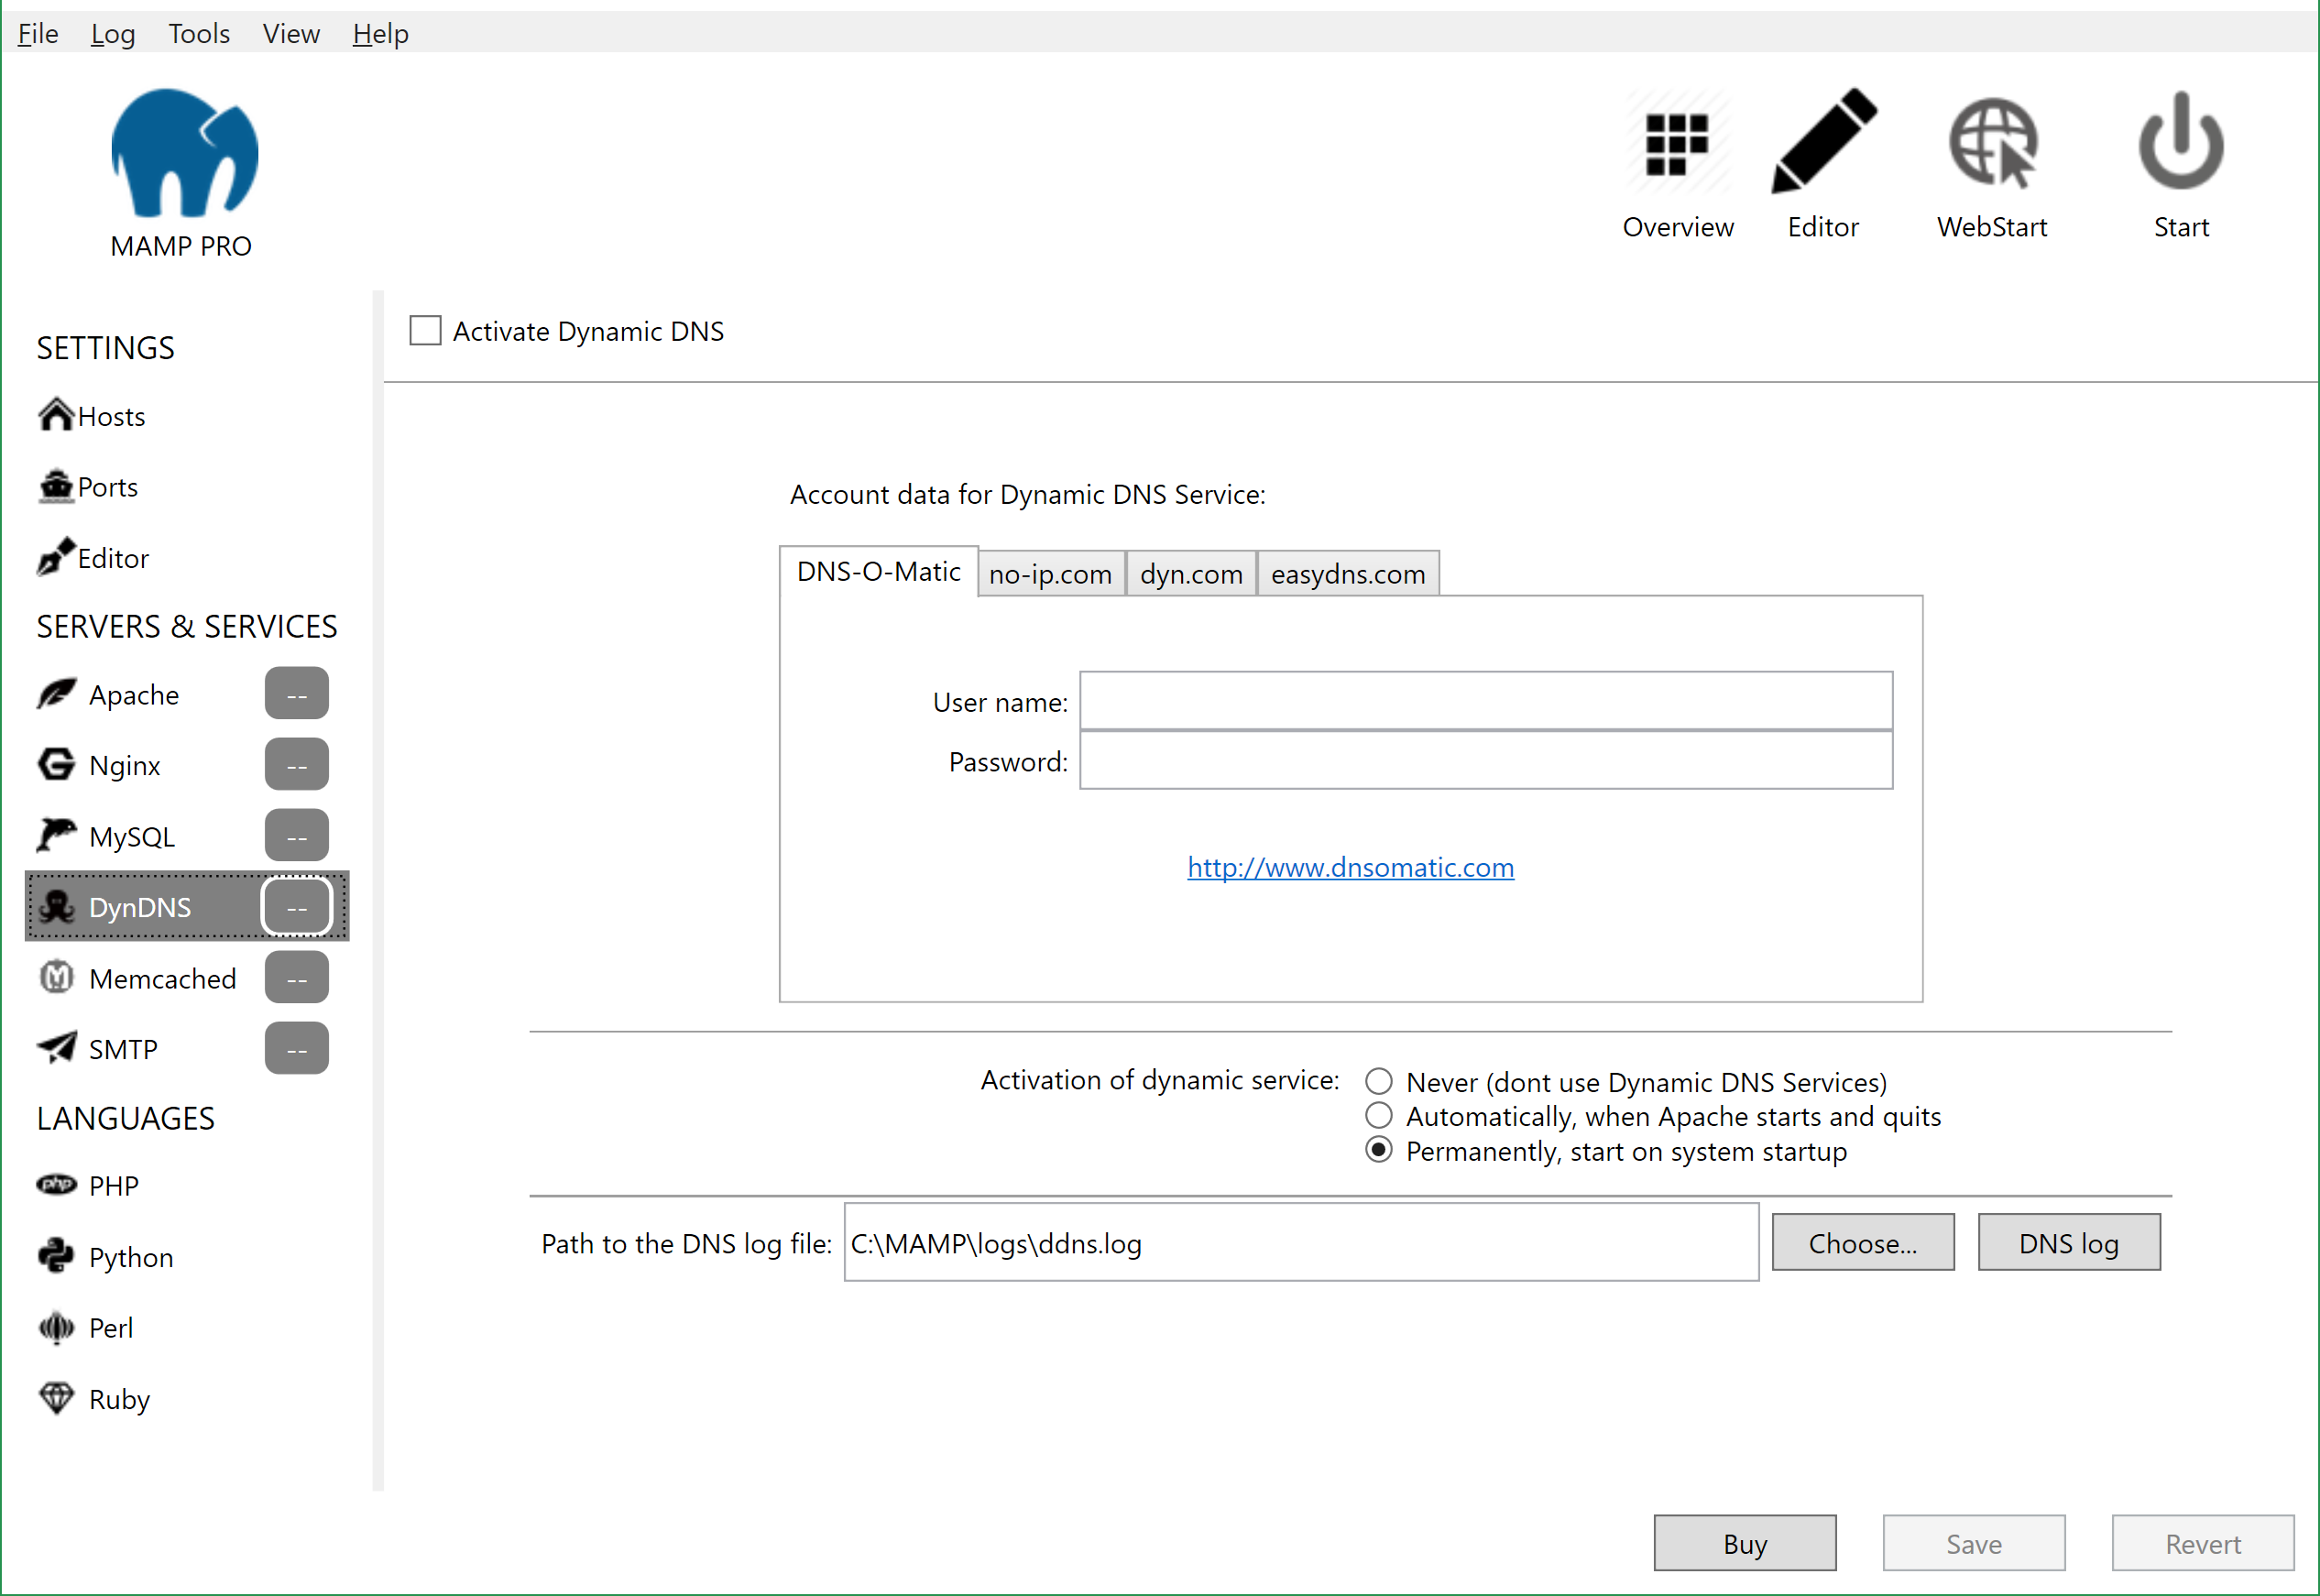 File Log Tools View Help
MAMP PRO
Overview Editor WebStart Start
SETTINGS
Hosts
Ports
Editor
SERVERS & SERVICES
Apache --
Nginx --
MySQL --
DynDNS --
Memcached --
SMTP --
LANGUAGES
PHP
Python
Perl
Ruby
Activate Dynamic DNS
Account data for Dynamic DNS Service:
DNS-O-Matic no-ip.com dyn.com easydns.com
User name:
Password:
http://www.dnsomatic.com
Activation of dynamic service: Never (dont use Dynamic DNS Services)
Automatically, when Apache starts and quits
Permanently, start on system startup
Path to the DNS log file: C:\MAMP\logs\ddns.log Choose... DNS log
Buy Save Revert